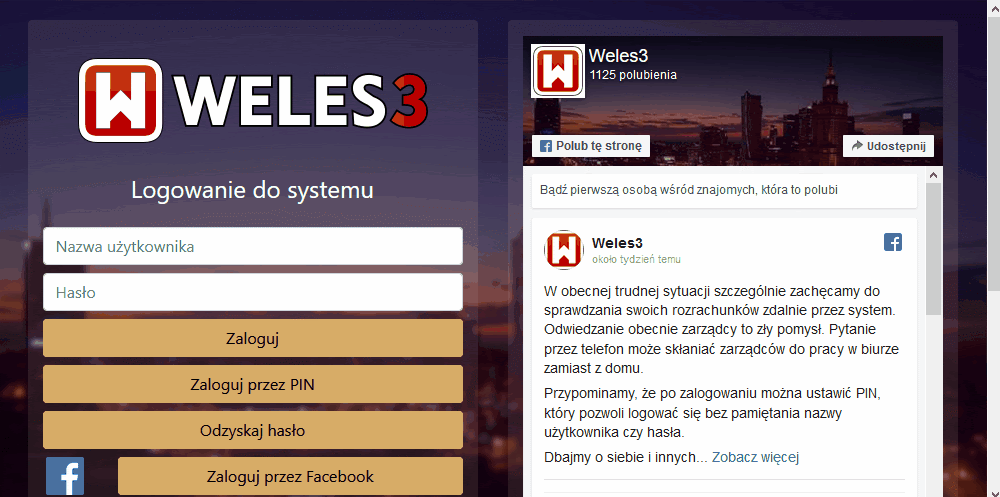 WELES3
Logowanie do systemu
Nazwa użytkownika
Hasło
Zaloguj
Zaloguj przez PIN
Odzyskaj hasło
Zaloguj przez Facebook
Weles3
1125 polubienia
Polub tę stronę
Udostępnij
Bądź pierwszą osobą wśród znajomych, która to polubi
Weles3
około tydzień temu
W obecnej trudnej sytuacji szczególnie zachęcamy do
sprawdzania swoich rozrachunków zdalnie przez system.
Odwiedzanie obecnie zarządcy to zły pomysł. Pytanie
przez telefon może skłaniać zarządców do pracy w biurze
zamiast z domu.
Przypominamy, że po zalogowaniu można ustawić PIN,
który pozwoli logować się bez pamiętania nazwy
użytkownika czy hasła.
Dbajmy o siebie i innych... Zobacz więcej